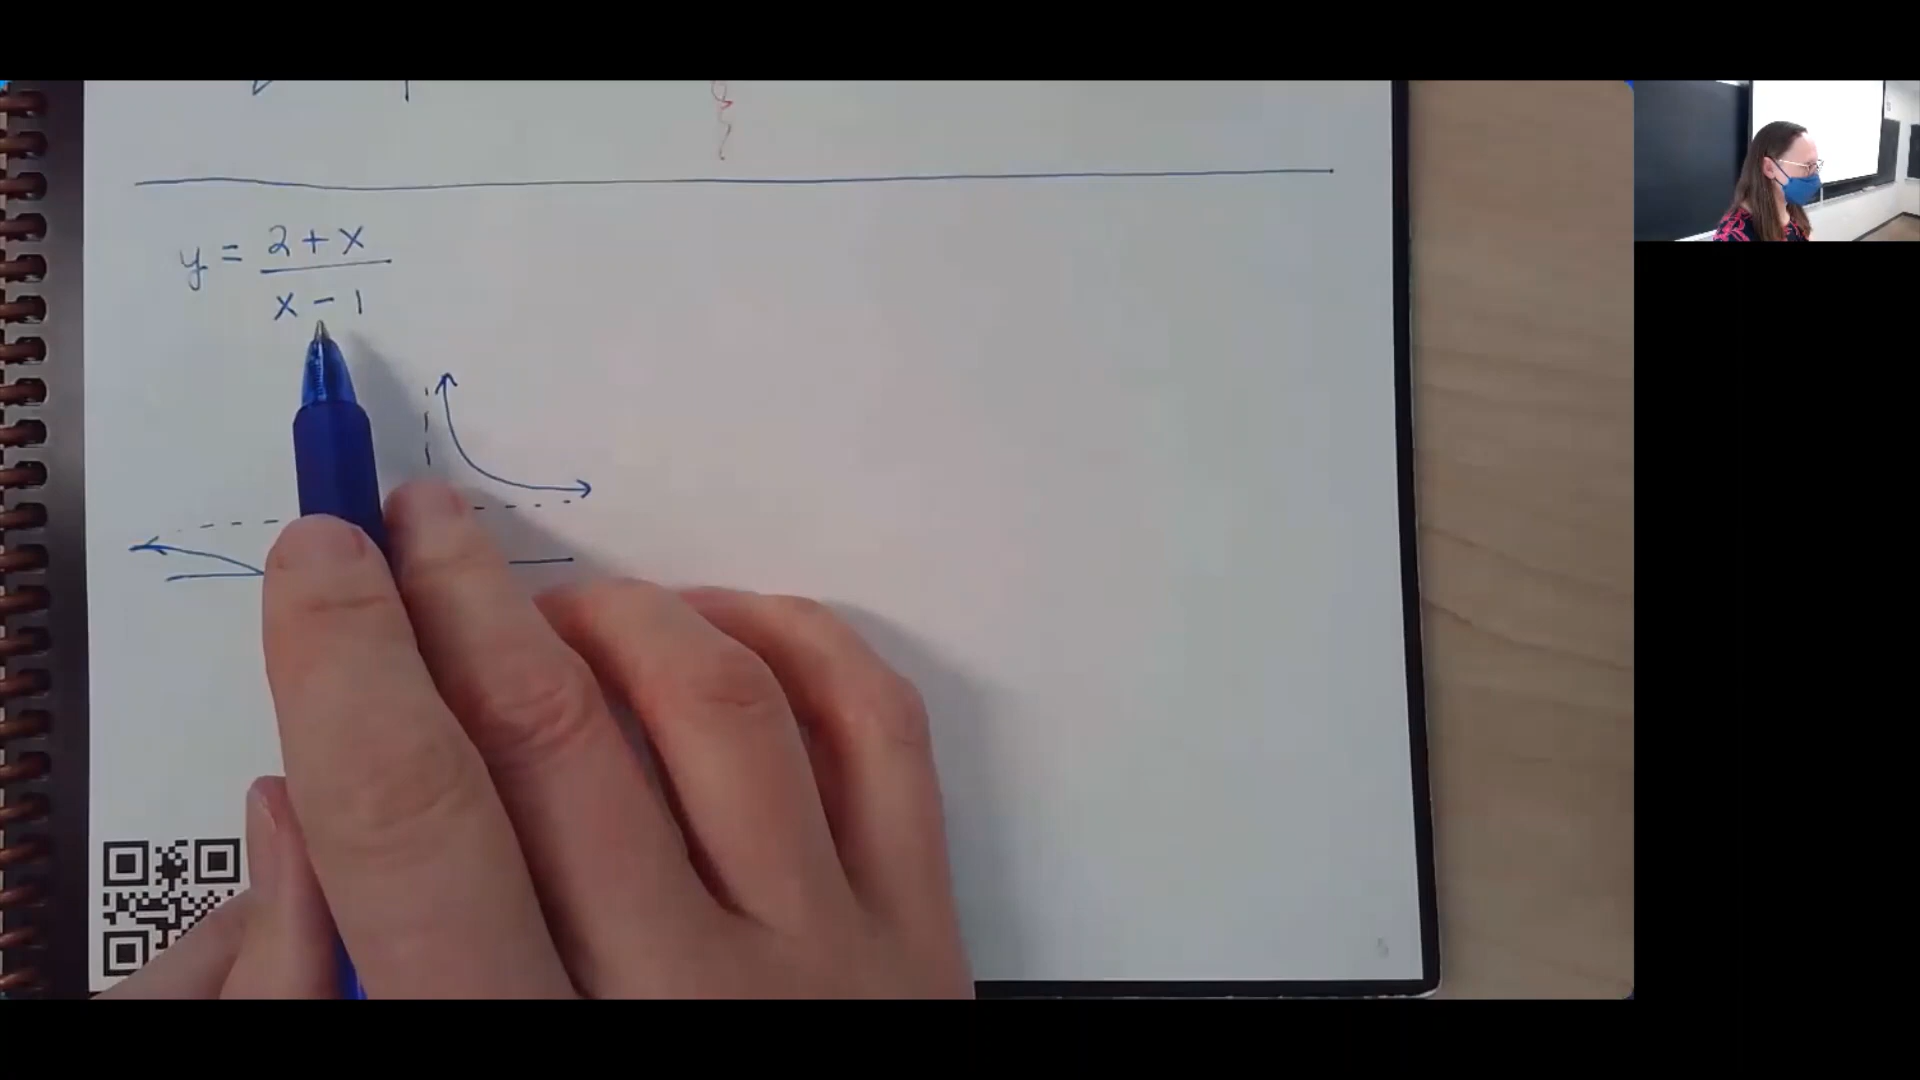 y = 2 + x
x - 1